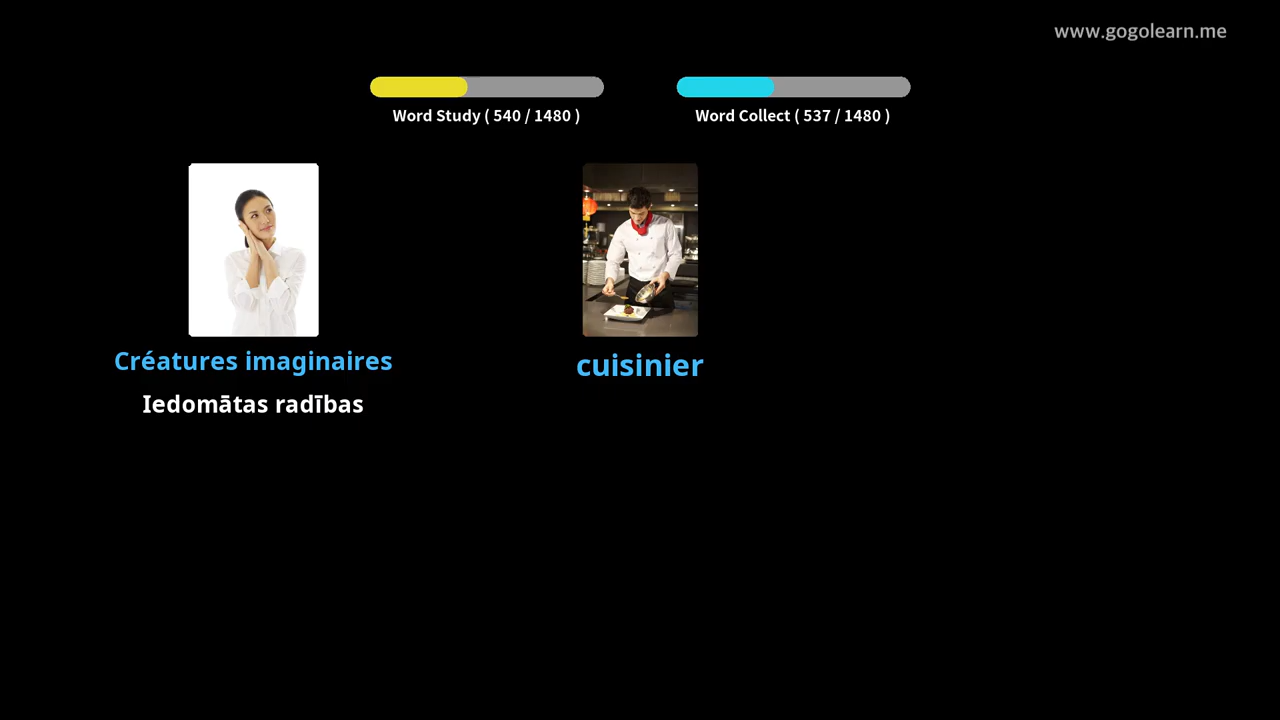 www.gogolearn.me
Word Study ( 540 / 1480 )
Word Collect ( 537 / 1480 )
Créatures imaginaires
Iedomātas radības
cuisinier